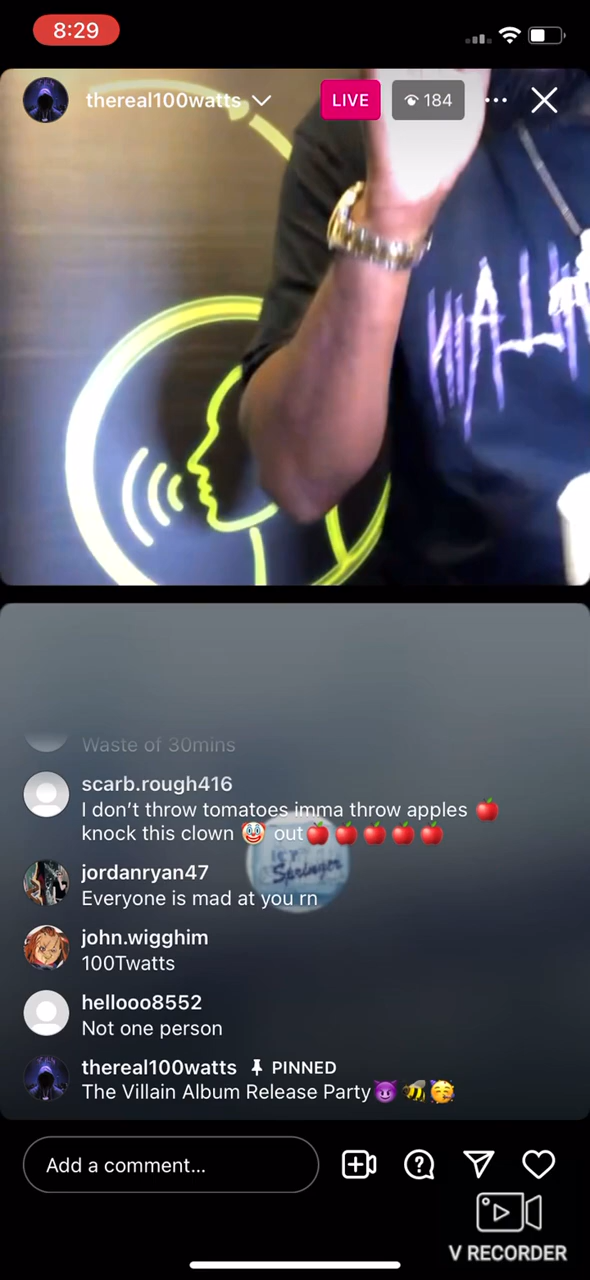 8:29
thereal100watts
LIVE
184
VILLAIN
Waste of 30mins
scarb.rough416
I don’t throw tomatoes imma throw apples 🍎
knock this clown 🤡 out🍎🍎🍎🍎🍎
Springer
jordanryan47
Everyone is mad at you rn
john.wigghim
100Twatts
hellooo8552
Not one person
thereal100watts 📌 PINNED
The Villain Album Release Party😈🐝🥳
Add a comment...
V RECORDER